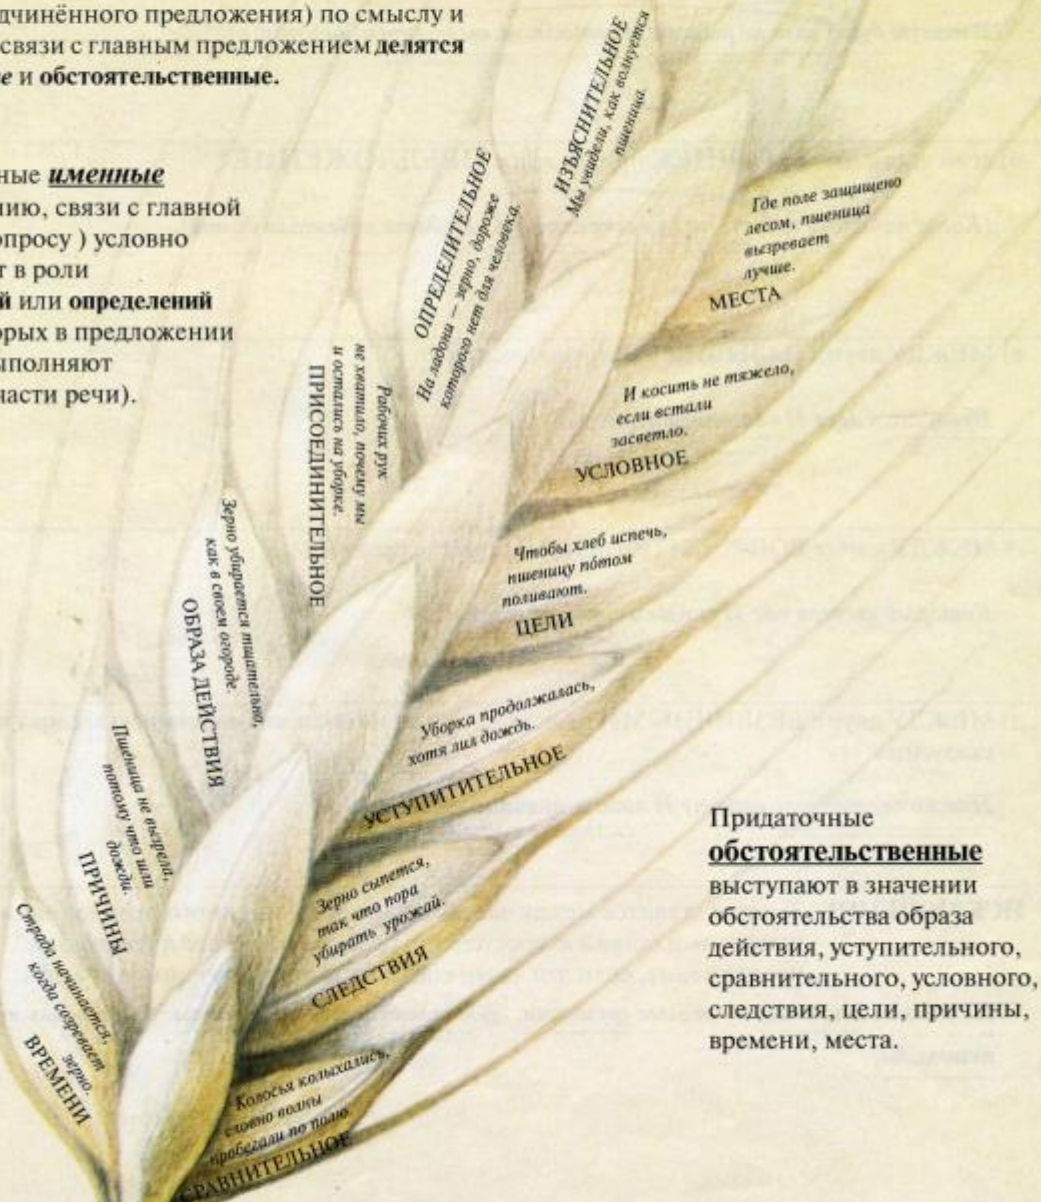 дчинённого предложения) по смыслу и
связи с главным предложением делятся
е и обстоятельственные.
ные именные
нию, связи с главной
опросу ) условно
т в роли
й или определений
орых в предложении
ыполняют
части речи).
ИЗЪЯСНИТЕЛЬНОЕ
Мы увидели, как волнуется
пшеница.
ОПРЕДЕЛИТЕЛЬНОЕ
На ладони – зерно, дороже
которого нет для человека.
Рабочих рук
не хватило, почему мы
и остались на уборке.
ПРИСОЕДИНИТЕЛЬНОЕ
Зерно убирается тщательно,
как в своем огороде.
ОБРАЗА ДЕЙСТВИЯ
Пшеница не вызрела,
потому что шли
дожди.
ПРИЧИНЫ
Страда начинается,
когда созревает
зерно.
ВРЕМЕНИ
Где поле защищено
лесом, пшеница
вызревает
лучше.
МЕСТА
И косить не тяжело,
если встали
засветло.
УСЛОВНОЕ
Чтобы хлеб испечь,
пшеницу по́том
поливают.
ЦЕЛИ
Уборка продолжалась,
хотя лил дождь.
УСТУПИТИТЕЛЬНОЕ
Зерно сыпется,
так что пора
убирать урожай.
СЛЕДСТВИЯ
Колосья колыхались,
словно волны
пробегали по полю
СРАВНИТЕЛЬНОЕ
Придаточные
обстоятельственные
выступают в значении
обстоятельства образа
действия, уступительного,
сравнительного, условного,
следствия, цели, причины,
времени, места.